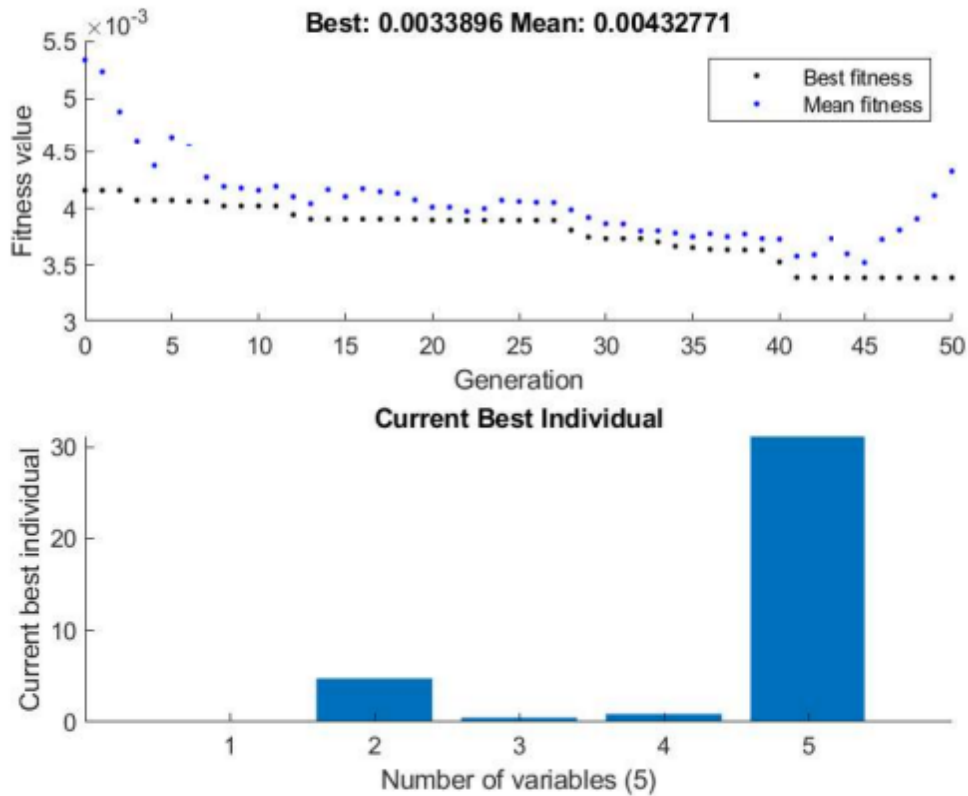 Best: 0.0033896 Mean: 0.00432771
×10⁻³
5.5
5
4.5
4
3.5
3
Fitness value
Best fitness
Mean fitness
0 5 10 15 20 25 30 35 40 45 50
Generation
Current Best Individual
30
20
10
0
Current best individual
1 2 3 4 5
Number of variables (5)